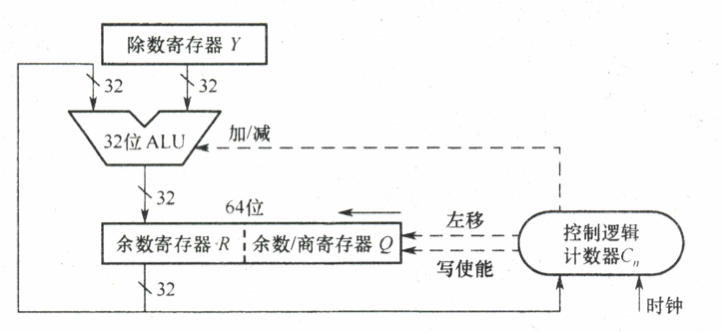 除数寄存器 Y
32
32
32位 ALU
加/减
32
64位
余数寄存器 R
余数/商寄存器 Q
左移
写使能
控制逻辑
计数器Cn
32
时钟